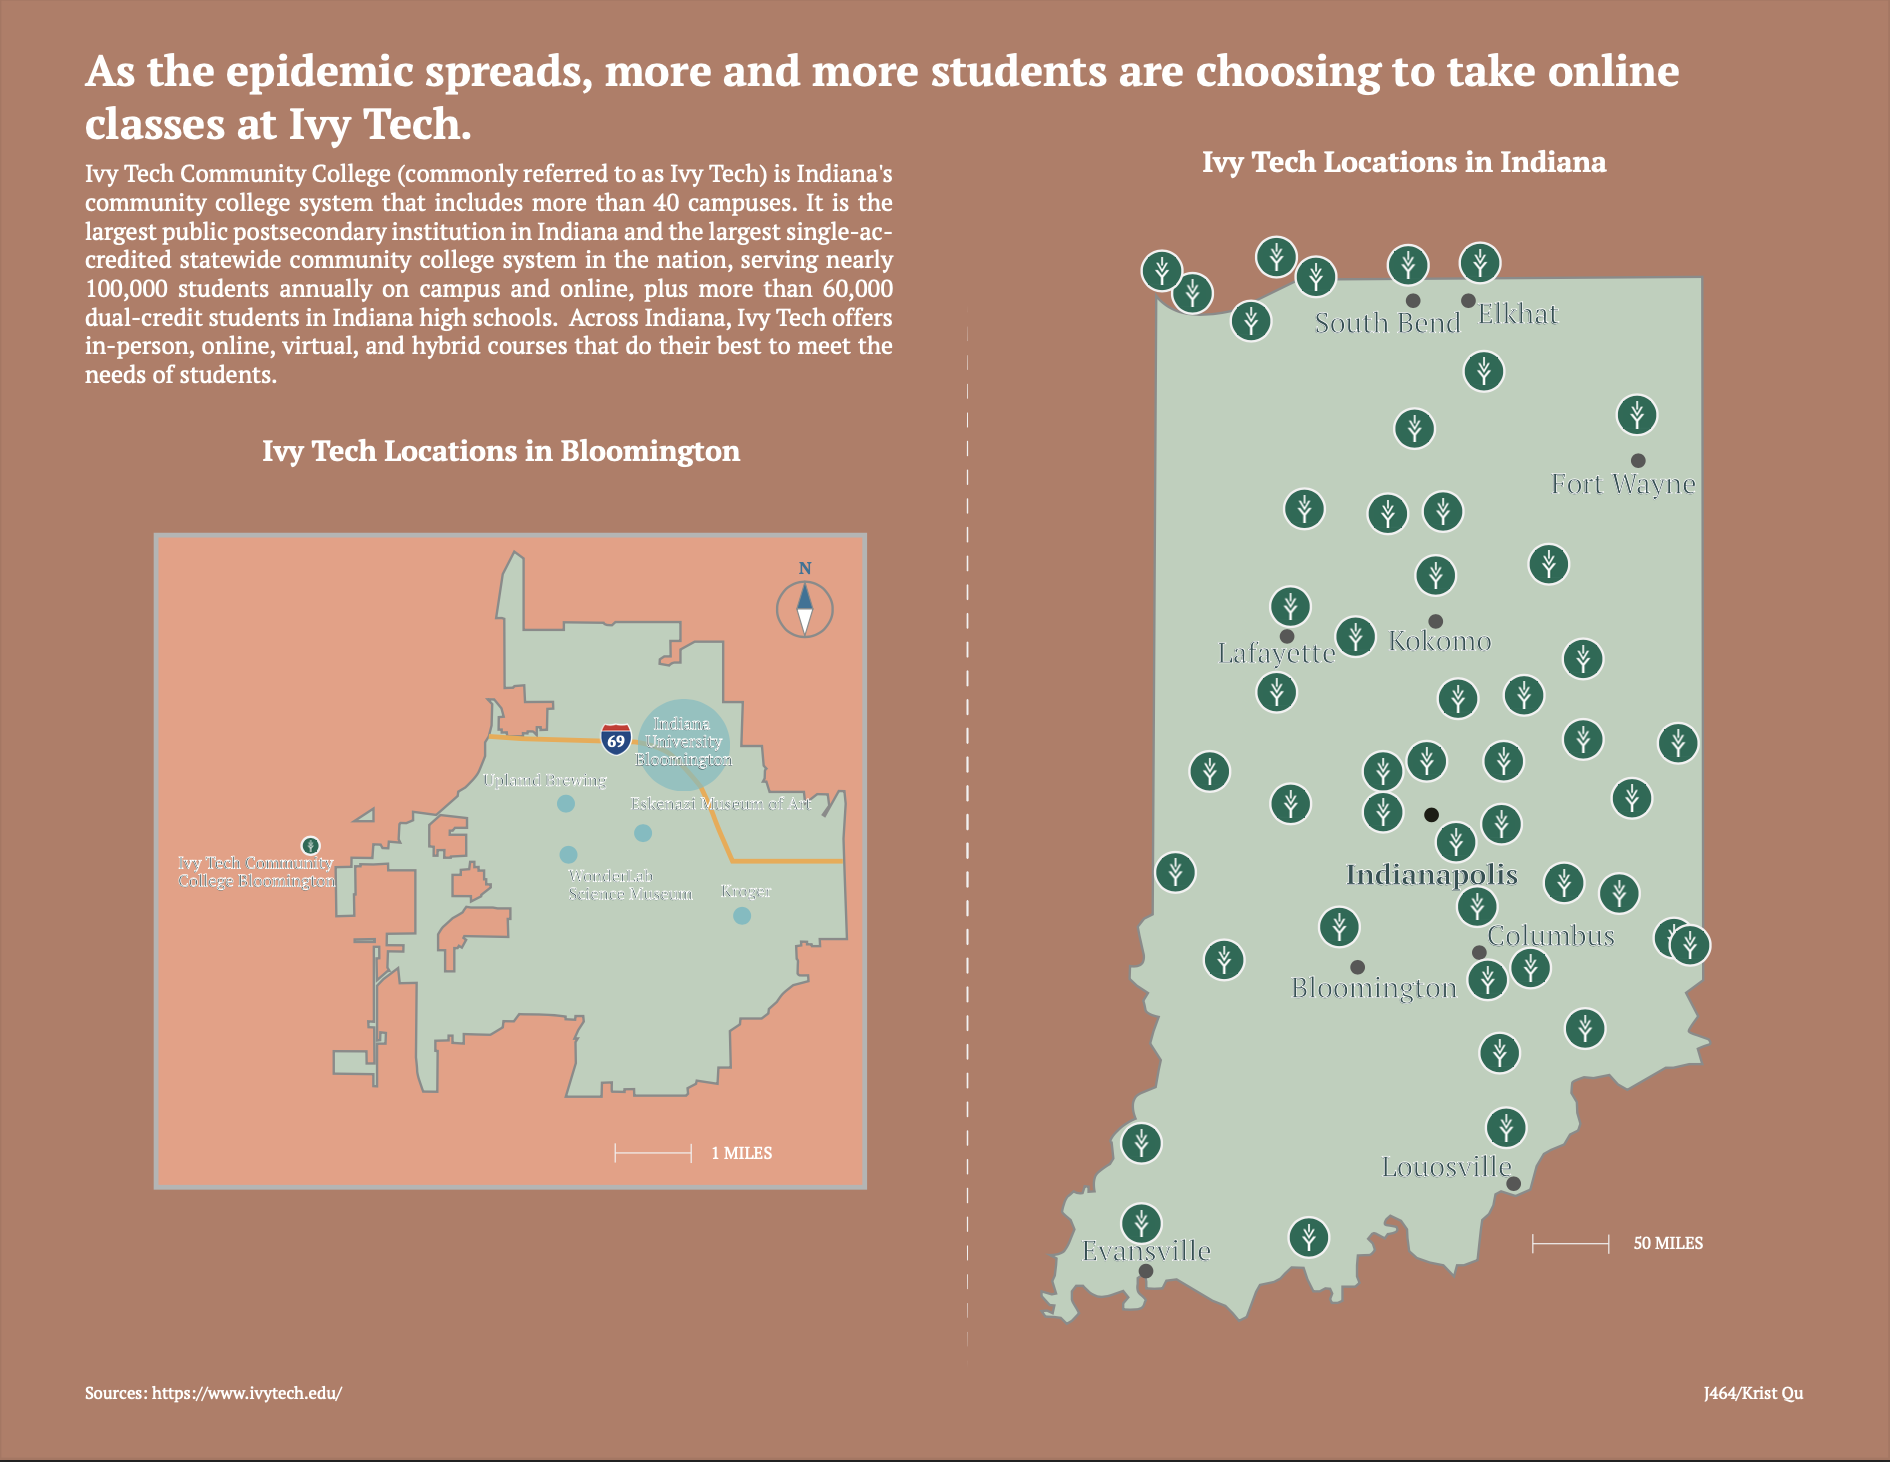 As the epidemic spreads, more and more students are choosing to take online
classes at Ivy Tech.
Ivy Tech Community College (commonly referred to as Ivy Tech) is Indiana's
community college system that includes more than 40 campuses. It is the
largest public postsecondary institution in Indiana and the largest single-ac-
credited statewide community college system in the nation, serving nearly
100,000 students annually on campus and online, plus more than 60,000
dual-credit students in Indiana high schools.  Across Indiana, Ivy Tech offers
in-person, online, virtual, and hybrid courses that do their best to meet the
needs of students.
Ivy Tech Locations in Bloomington
N
69
Indiana
University
Bloomington
Upland Brewing
Eskenazi Museum of Art
Ivy Tech Community
College Bloomington
WonderLab
Science Museum
Kroger
1 MILES
Ivy Tech Locations in Indiana
South Bend
Elkhat
Fort Wayne
Lafayette
Kokomo
Indianapolis
Columbus
Bloomington
Louosville
Evansville
50 MILES
Sources: https://www.ivytech.edu/
J464/Krist Qu